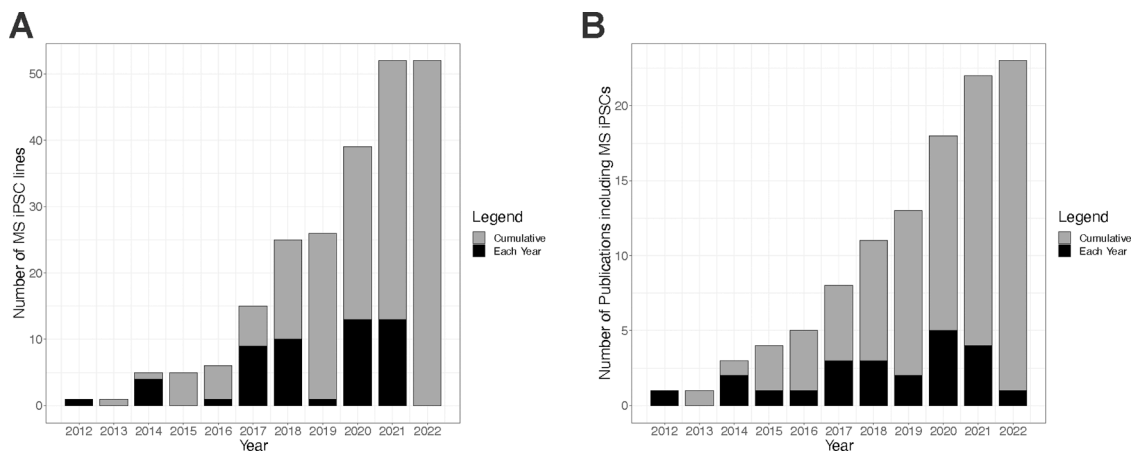 A
Number of MS iPSC lines
50
40
30
20
10
0
2012 2013 2014 2015 2016 2017 2018 2019 2020 2021 2022
Year
Legend
Cumulative
Each Year
B
Number of Publications including MS iPSCs
20
15
10
5
0
2012 2013 2014 2015 2016 2017 2018 2019 2020 2021 2022
Year
Legend
Cumulative
Each Year